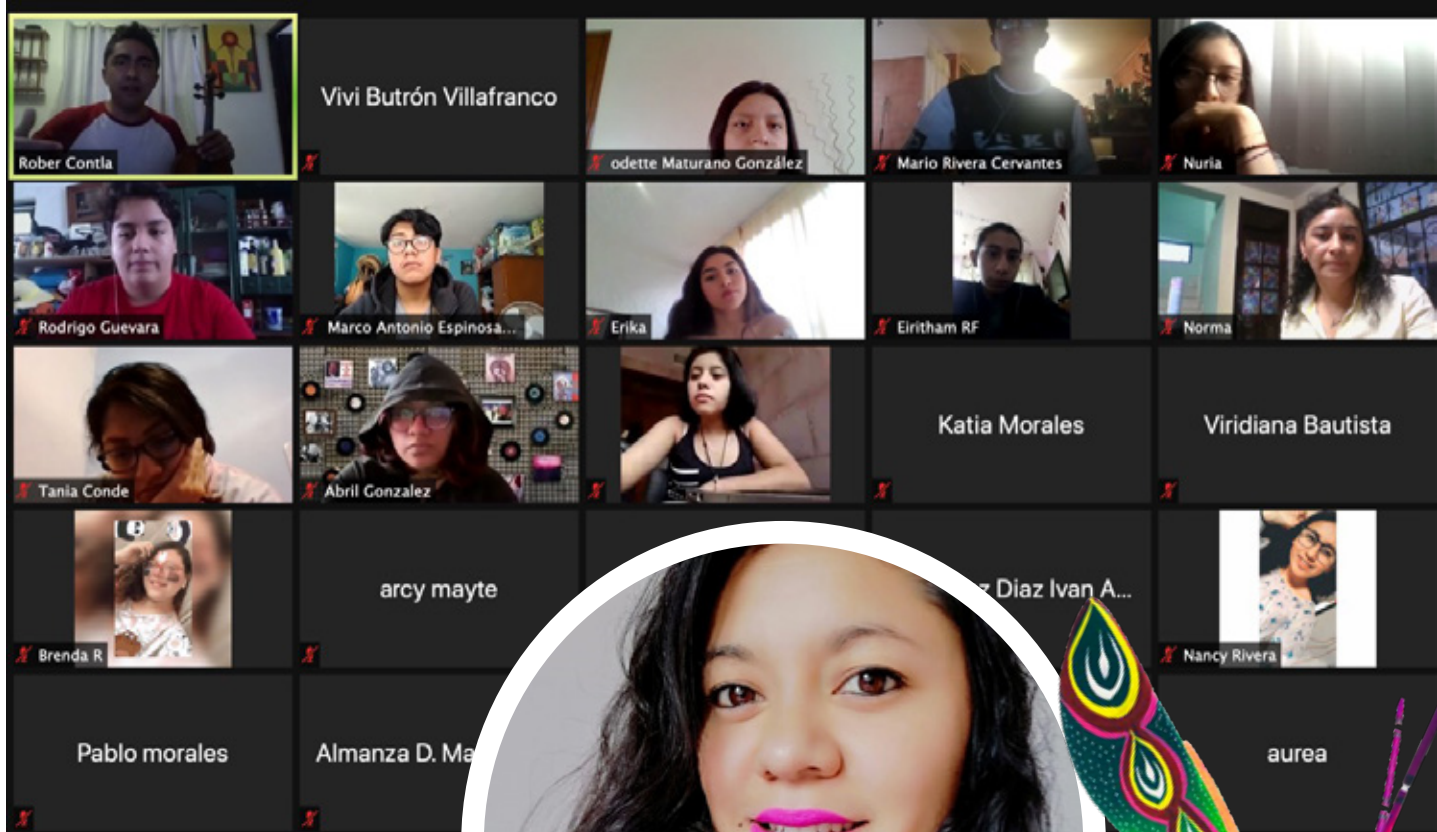 Rober Contla
Vivi Butrón Villafranco
odette Maturano González
Mario Rivera Cervantes
Nuria
Rodrigo Guevara
Marco Antonio Espinosa...
Erika
Eiritham RF
Norma
Tania Conde
Abril Gonzalez
Katia Morales
Viridiana Bautista
Brenda R
arcy mayte
z Diaz Ivan A...
Nancy Rivera
Pablo morales
Almanza D. Ma
aurea